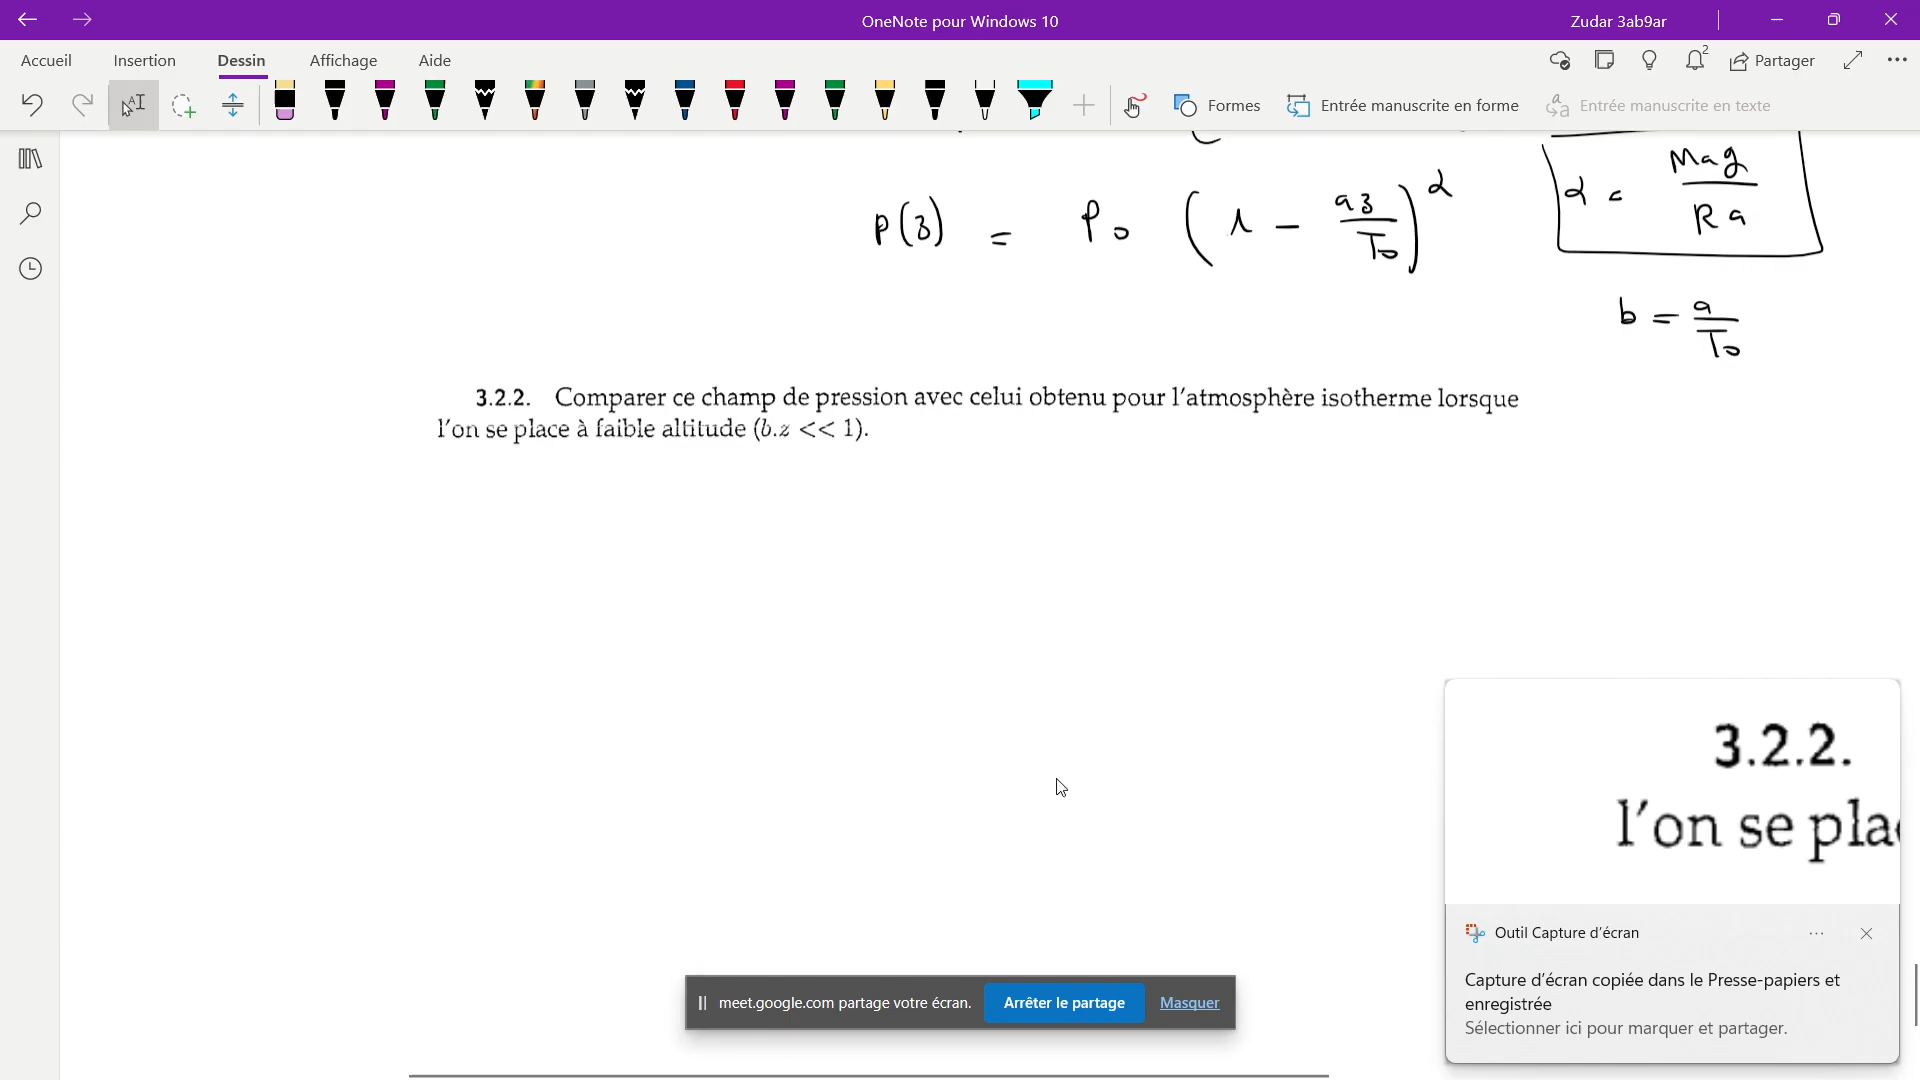 OneNote pour Windows 10
Zudar 3ab9ar
Accueil Insertion Dessin Affichage Aide
2 Partager
Formes Entrée manuscrite en forme Entrée manuscrite en texte
α = Mag / Ra
P(z) = P0 (1 - az/T0)^α
b = a/T0
3.2.2. Comparer ce champ de pression avec celui obtenu pour l'atmosphère isotherme lorsque
l'on se place à faible altitude (b.z << 1).
3.2.2.
l'on se pla
Outil Capture d'écran
Capture d'écran copiée dans le Presse-papiers et
enregistrée
Sélectionner ici pour marquer et partager.
meet.google.com partage votre écran. Arrêter le partage Masquer